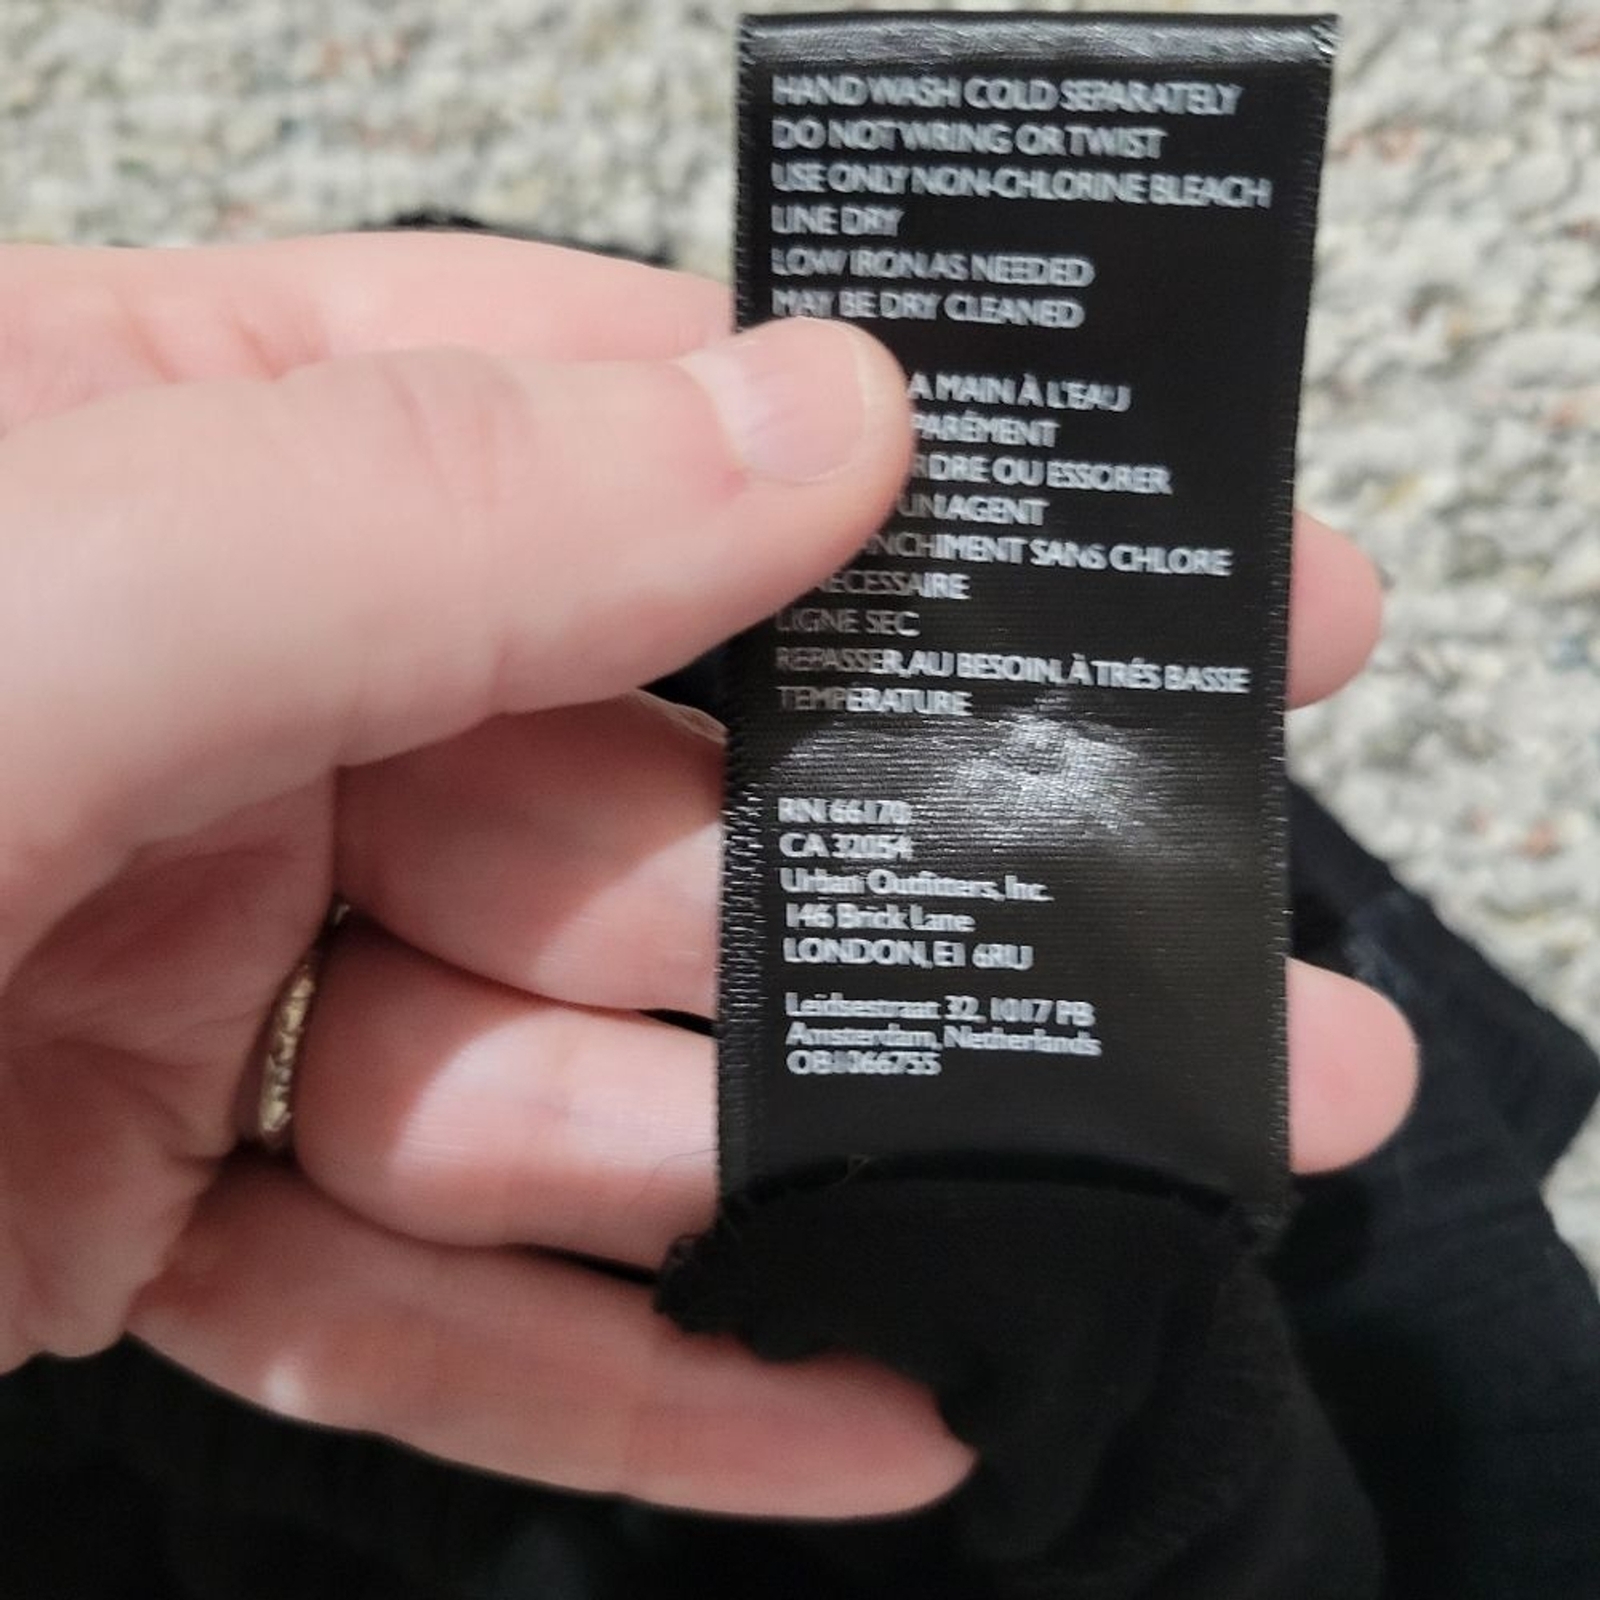 HAND WASH COLD SEPARATELY
DO NOT WRING OR TWIST
USE ONLY NON-CHLORINE BLEACH
LINE DRY
LOW IRON AS NEEDED
MAY BE DRY CLEANED
A MAIN À L'EAU
PARÉMENT
RDRE OU ESSORER
UN AGENT
NCHIMENT SANS CHLORE
NÉCESSAIRE
LIGNE SEC
REPASSER, AU BESOIN, À TRÉS BASSE
TEMPÉRATURE
RN 66170
CA 32054
Urban Outfitters, Inc.
146 Brick Lane
LONDON, E1 6RU
Leidsestraat 32, 1017 PB
Amsterdam, Netherlands